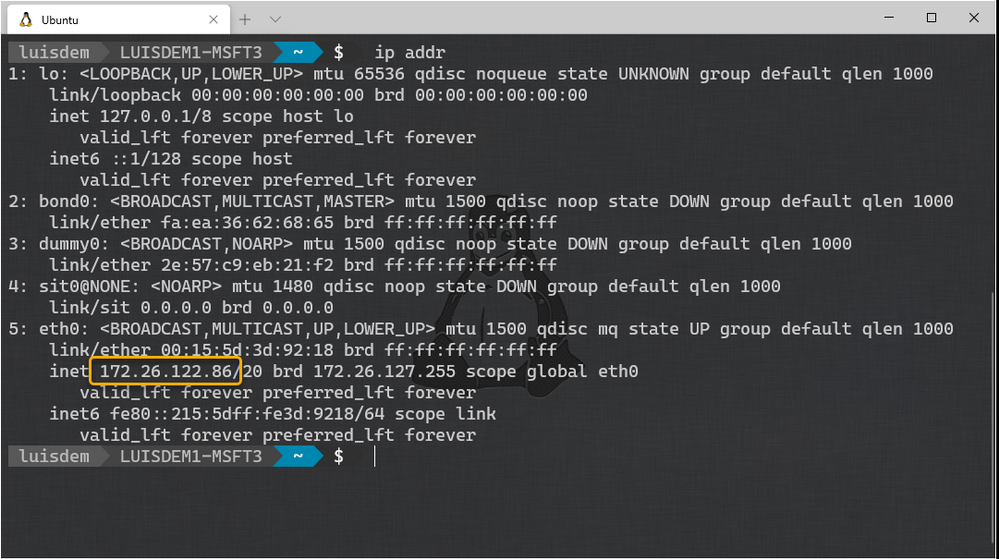 Ubuntu
luisdem LUISDEM1-MSFT3 ~ $ ip addr
1: lo: <LOOPBACK,UP,LOWER_UP> mtu 65536 qdisc noqueue state UNKNOWN group default qlen 1000
link/loopback 00:00:00:00:00:00 brd 00:00:00:00:00:00
inet 127.0.0.1/8 scope host lo
valid_lft forever preferred_lft forever
inet6 ::1/128 scope host
valid_lft forever preferred_lft forever
2: bond0: <BROADCAST,MULTICAST,MASTER> mtu 1500 qdisc noop state DOWN group default qlen 1000
link/ether fa:ea:36:62:68:65 brd ff:ff:ff:ff:ff:ff
3: dummy0: <BROADCAST,NOARP> mtu 1500 qdisc noop state DOWN group default qlen 1000
link/ether 2e:57:c9:eb:21:f2 brd ff:ff:ff:ff:ff:ff
4: sit0@NONE: <NOARP> mtu 1480 qdisc noop state DOWN group default qlen 1000
link/sit 0.0.0.0 brd 0.0.0.0
5: eth0: <BROADCAST,MULTICAST,UP,LOWER_UP> mtu 1500 qdisc mq state UP group default qlen 1000
link/ether 00:15:5d:3d:92:18 brd ff:ff:ff:ff:ff:ff
inet 172.26.122.86/20 brd 172.26.127.255 scope global eth0
valid_lft forever preferred_lft forever
inet6 fe80::215:5dff:fe3d:9218/64 scope link
valid_lft forever preferred_lft forever
luisdem LUISDEM1-MSFT3 ~ $